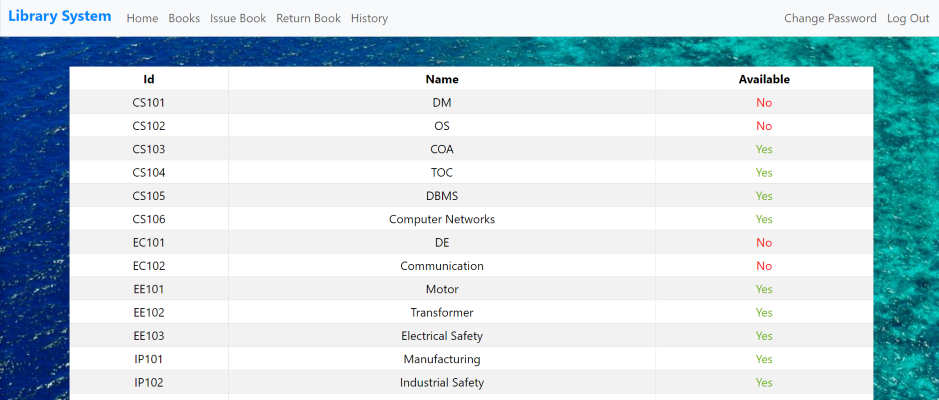 Library System Home Books Issue Book Return Book History Change Password Log Out
Id Name Available
CS101 DM No
CS102 OS No
CS103 COA Yes
CS104 TOC Yes
CS105 DBMS Yes
CS106 Computer Networks Yes
EC101 DE No
EC102 Communication No
EE101 Motor Yes
EE102 Transformer Yes
EE103 Electrical Safety Yes
IP101 Manufacturing Yes
IP102 Industrial Safety Yes